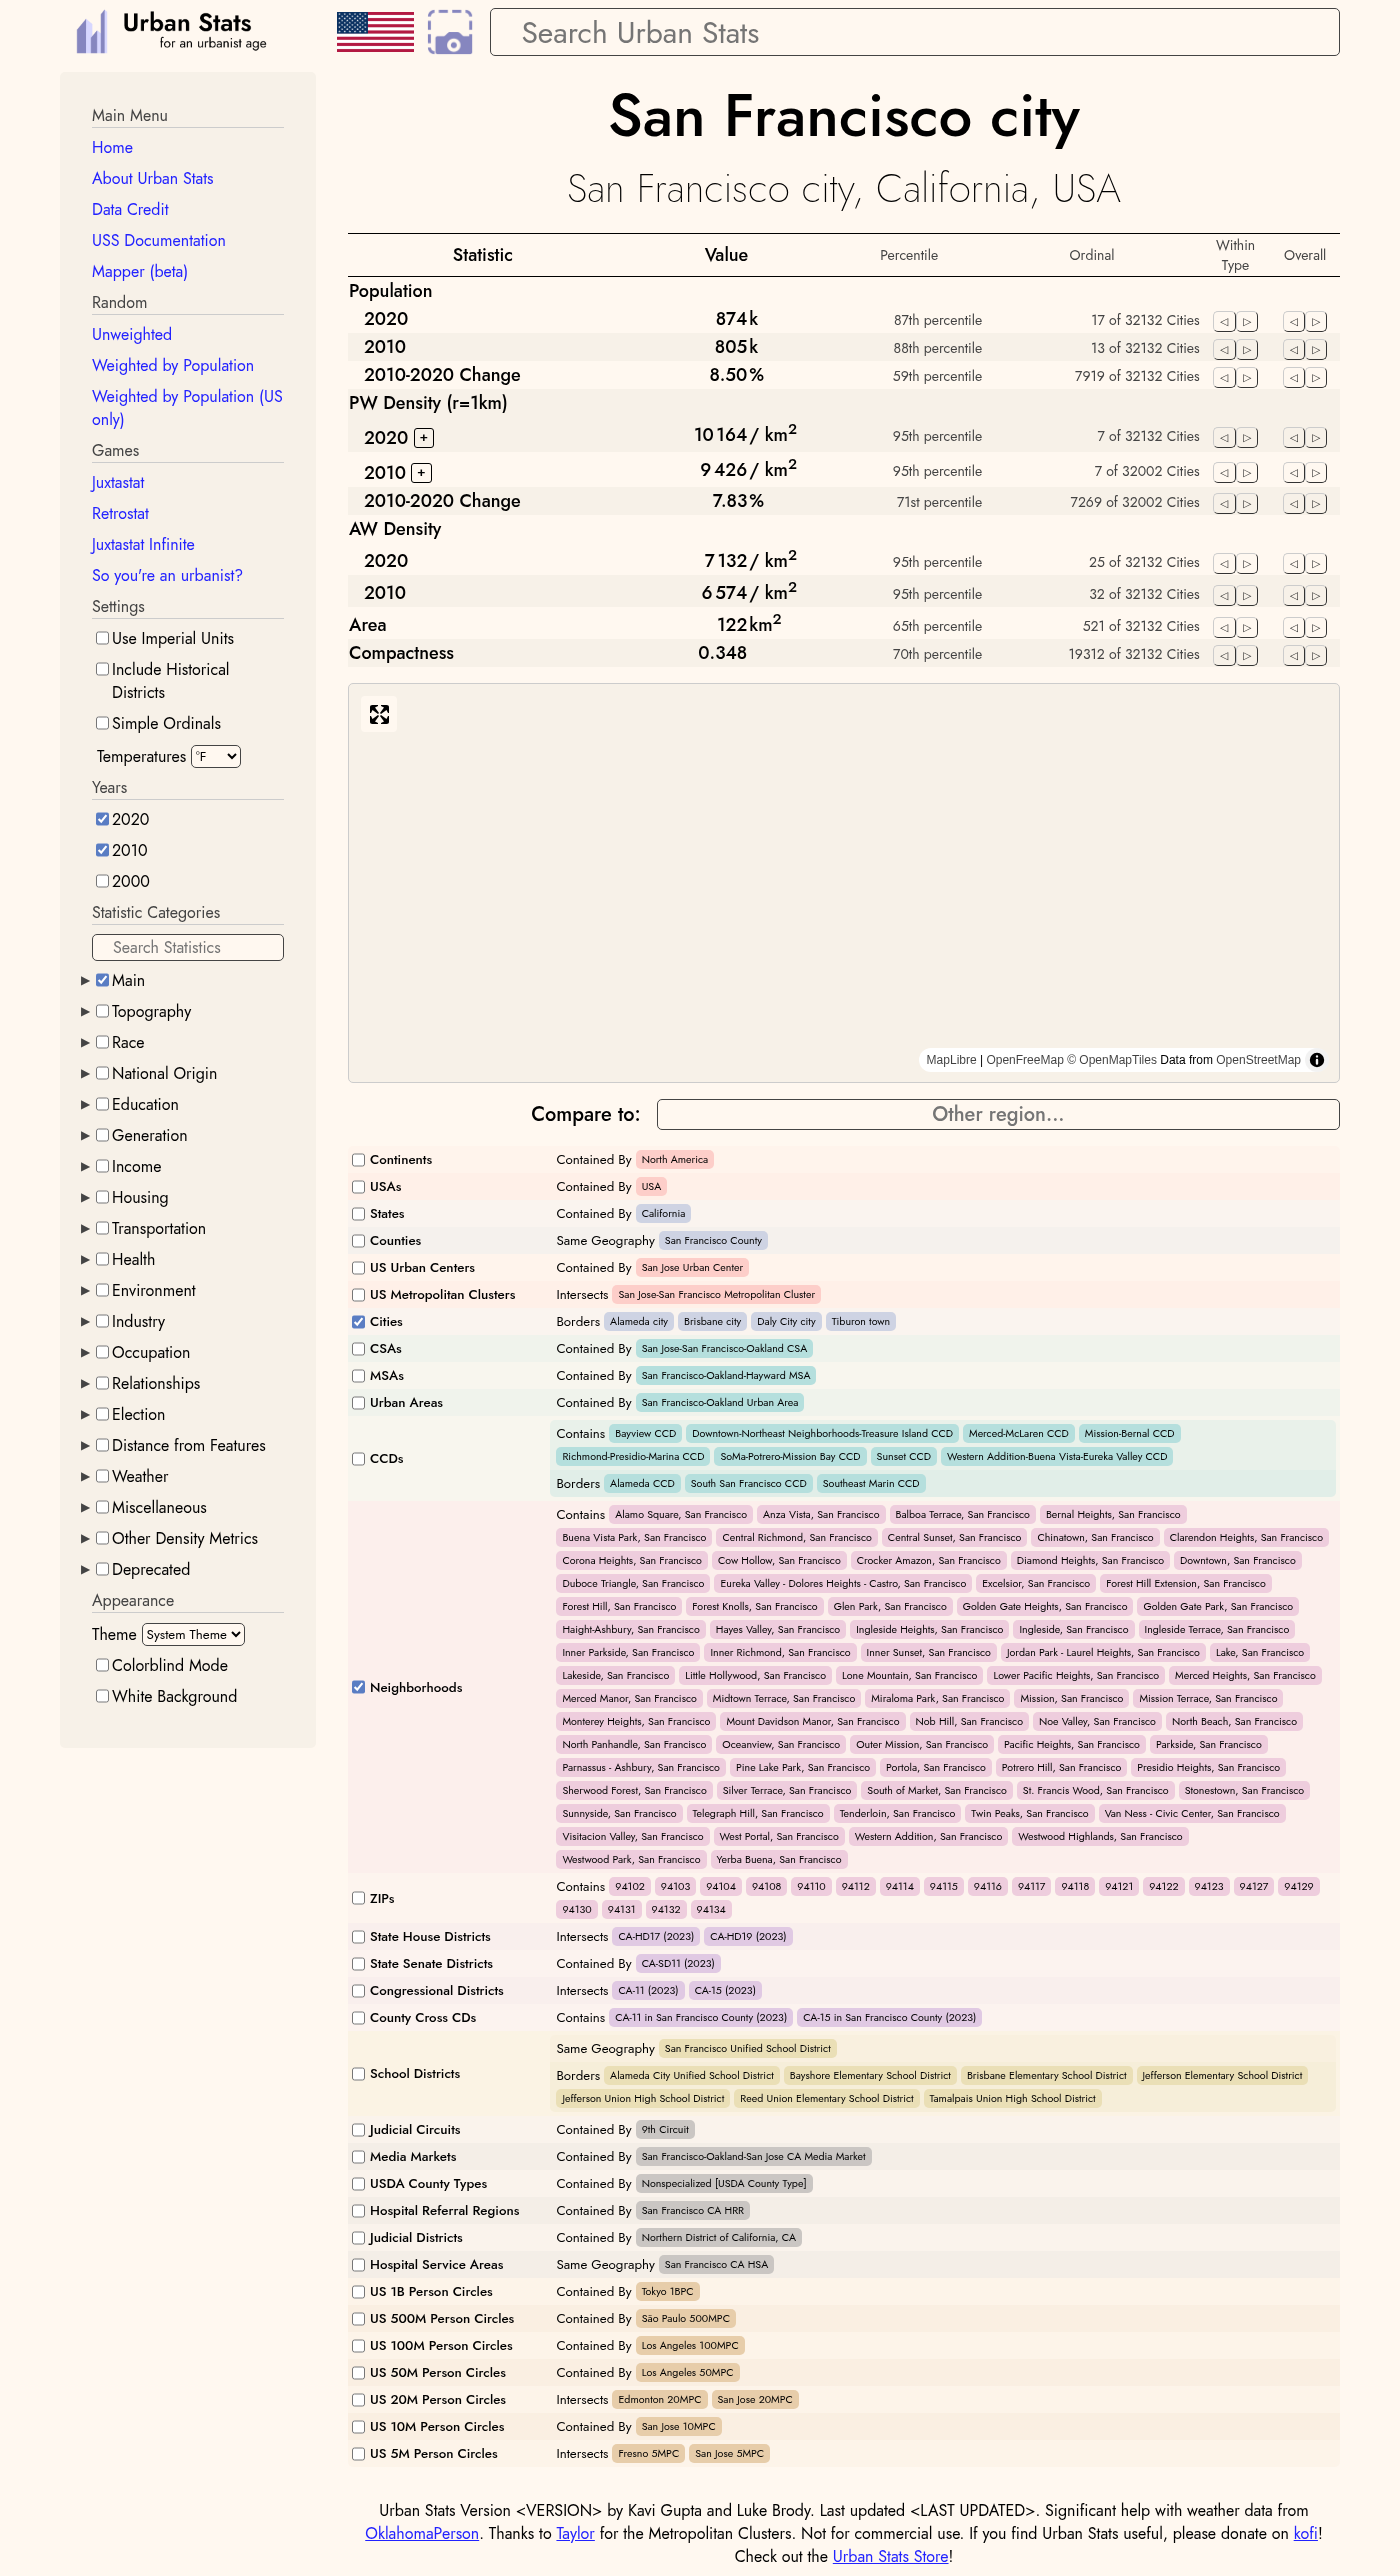 Urban Stats
for an urbanist age
Search Urban Stats
Main Menu
Home
About Urban Stats
Data Credit
USS Documentation
Mapper (beta)
Random
Unweighted
Weighted by Population
Weighted by Population (US
only)
Games
Juxtastat
Retrostat
Juxtastat Infinite
So you're an urbanist?
Settings
Use Imperial Units
Include Historical
Districts
Simple Ordinals
Temperatures °F
Years
2020
2010
2000
Statistic Categories
Search Statistics
Main
Topography
Race
National Origin
Education
Generation
Income
Housing
Transportation
Health
Environment
Industry
Occupation
Relationships
Election
Distance from Features
Weather
Miscellaneous
Other Density Metrics
Deprecated
Appearance
Theme System Theme
Colorblind Mode
White Background
San Francisco city
San Francisco city, California, USA
Statistic Value Percentile Ordinal Within Type Overall
Population
2020 874k 87th percentile 17 of 32132 Cities
2010 805k 88th percentile 13 of 32132 Cities
2010-2020 Change 8.50% 59th percentile 7919 of 32132 Cities
PW Density (r=1km)
2020 + 10 164 / km² 95th percentile 7 of 32132 Cities
2010 + 9 426 / km² 95th percentile 7 of 32002 Cities
2010-2020 Change 7.83% 71st percentile 7269 of 32002 Cities
AW Density
2020 7 132 / km² 95th percentile 25 of 32132 Cities
2010 6 574 / km² 95th percentile 32 of 32132 Cities
Area 122 km² 65th percentile 521 of 32132 Cities
Compactness 0.348 70th percentile 19312 of 32132 Cities
MapLibre | OpenFreeMap © OpenMapTiles Data from OpenStreetMap
Compare to: Other region...
Continents Contained By North America
USAs Contained By USA
States Contained By California
Counties Same Geography San Francisco County
US Urban Centers Contained By San Jose Urban Center
US Metropolitan Clusters Intersects San Jose-San Francisco Metropolitan Cluster
Cities Borders Alameda city Brisbane city Daly City city Tiburon town
CSAs Contained By San Jose-San Francisco-Oakland CSA
MSAs Contained By San Francisco-Oakland-Hayward MSA
Urban Areas Contained By San Francisco-Oakland Urban Area
CCDs
Contains Bayview CCD Downtown-Northeast Neighborhoods-Treasure Island CCD Merced-McLaren CCD Mission-Bernal CCD
Richmond-Presidio-Marina CCD SoMa-Potrero-Mission Bay CCD Sunset CCD Western Addition-Buena Vista-Eureka Valley CCD
Borders Alameda CCD South San Francisco CCD Southeast Marin CCD
Neighborhoods
Contains Alamo Square, San Francisco Anza Vista, San Francisco Balboa Terrace, San Francisco Bernal Heights, San Francisco
Buena Vista Park, San Francisco Central Richmond, San Francisco Central Sunset, San Francisco Chinatown, San Francisco Clarendon Heights, San Francisco
Corona Heights, San Francisco Cow Hollow, San Francisco Crocker Amazon, San Francisco Diamond Heights, San Francisco Downtown, San Francisco
Duboce Triangle, San Francisco Eureka Valley - Dolores Heights - Castro, San Francisco Excelsior, San Francisco Forest Hill Extension, San Francisco
Forest Hill, San Francisco Forest Knolls, San Francisco Glen Park, San Francisco Golden Gate Heights, San Francisco Golden Gate Park, San Francisco
Haight-Ashbury, San Francisco Hayes Valley, San Francisco Ingleside Heights, San Francisco Ingleside, San Francisco Ingleside Terrace, San Francisco
Inner Parkside, San Francisco Inner Richmond, San Francisco Inner Sunset, San Francisco Jordan Park - Laurel Heights, San Francisco Lake, San Francisco
Lakeside, San Francisco Little Hollywood, San Francisco Lone Mountain, San Francisco Lower Pacific Heights, San Francisco Merced Heights, San Francisco
Merced Manor, San Francisco Midtown Terrace, San Francisco Miraloma Park, San Francisco Mission, San Francisco Mission Terrace, San Francisco
Monterey Heights, San Francisco Mount Davidson Manor, San Francisco Nob Hill, San Francisco Noe Valley, San Francisco North Beach, San Francisco
North Panhandle, San Francisco Oceanview, San Francisco Outer Mission, San Francisco Pacific Heights, San Francisco Parkside, San Francisco
Parnassus - Ashbury, San Francisco Pine Lake Park, San Francisco Portola, San Francisco Potrero Hill, San Francisco Presidio Heights, San Francisco
Sherwood Forest, San Francisco Silver Terrace, San Francisco South of Market, San Francisco St. Francis Wood, San Francisco Stonestown, San Francisco
Sunnyside, San Francisco Telegraph Hill, San Francisco Tenderloin, San Francisco Twin Peaks, San Francisco Van Ness - Civic Center, San Francisco
Visitacion Valley, San Francisco West Portal, San Francisco Western Addition, San Francisco Westwood Highlands, San Francisco
Westwood Park, San Francisco Yerba Buena, San Francisco
ZIPs
Contains 94102 94103 94104 94108 94110 94112 94114 94115 94116 94117 94118 94121 94122 94123 94127 94129
94130 94131 94132 94134
State House Districts Intersects CA-HD17 (2023) CA-HD19 (2023)
State Senate Districts Contained By CA-SD11 (2023)
Congressional Districts Intersects CA-11 (2023) CA-15 (2023)
County Cross CDs Contains CA-11 in San Francisco County (2023) CA-15 in San Francisco County (2023)
School Districts
Same Geography San Francisco Unified School District
Borders Alameda City Unified School District Bayshore Elementary School District Brisbane Elementary School District Jefferson Elementary School District
Jefferson Union High School District Reed Union Elementary School District Tamalpais Union High School District
Judicial Circuits Contained By 9th Circuit
Media Markets Contained By San Francisco-Oakland-San Jose CA Media Market
USDA County Types Contained By Nonspecialized [USDA County Type]
Hospital Referral Regions Contained By San Francisco CA HRR
Judicial Districts Contained By Northern District of California, CA
Hospital Service Areas Same Geography San Francisco CA HSA
US 1B Person Circles Contained By Tokyo 1BPC
US 500M Person Circles Contained By São Paulo 500MPC
US 100M Person Circles Contained By Los Angeles 100MPC
US 50M Person Circles Contained By Los Angeles 50MPC
US 20M Person Circles Intersects Edmonton 20MPC San Jose 20MPC
US 10M Person Circles Contained By San Jose 10MPC
US 5M Person Circles Intersects Fresno 5MPC San Jose 5MPC
Urban Stats Version <VERSION> by Kavi Gupta and Luke Brody. Last updated <LAST UPDATED>. Significant help with weather data from
OklahomaPerson. Thanks to Taylor for the Metropolitan Clusters. Not for commercial use. If you find Urban Stats useful, please donate on kofi!
Check out the Urban Stats Store!